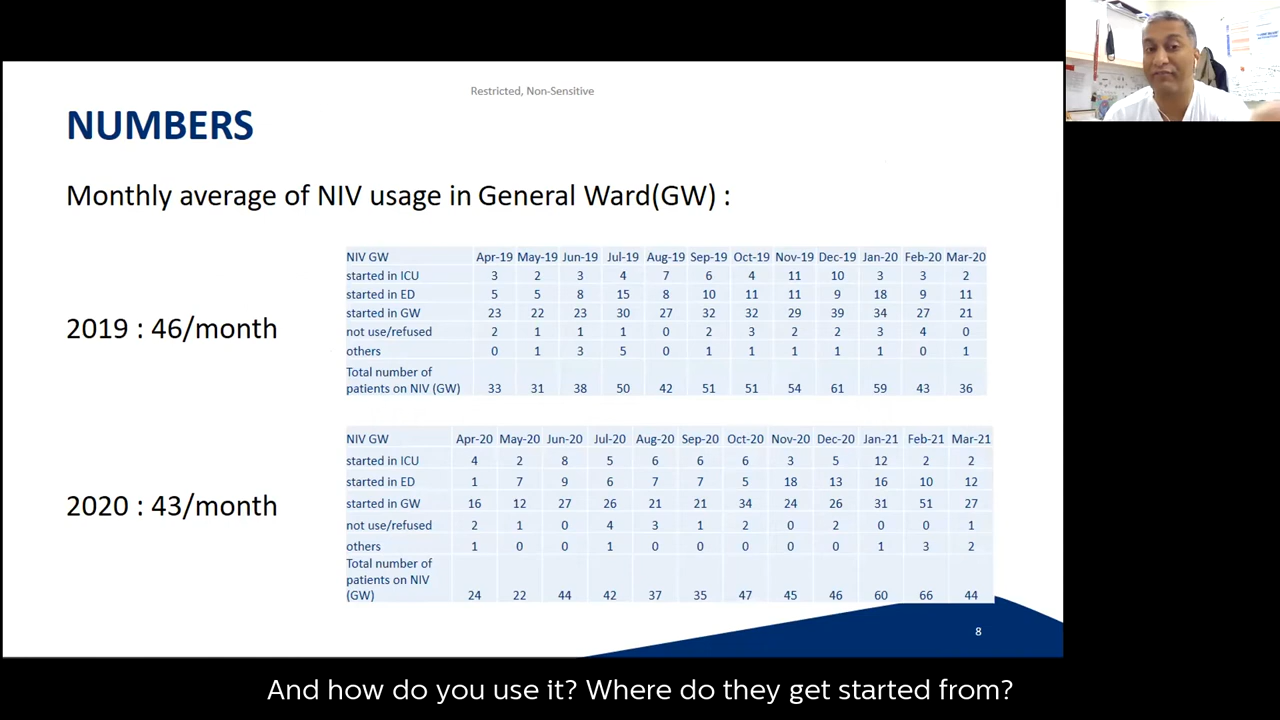 Restricted, Non-Sensitive
NUMBERS
Monthly average of NIV usage in General Ward(GW) :
2019 : 46/month
NIV GW Apr-19 May-19 Jun-19 Jul-19 Aug-19 Sep-19 Oct-19 Nov-19 Dec-19 Jan-20 Feb-20 Mar-20
started in ICU 3 2 3 4 7 6 4 11 10 3 3 2
started in ED 5 5 8 15 8 10 11 11 9 18 9 11
started in GW 23 22 23 30 27 32 32 29 39 34 27 21
not use/refused 2 1 1 1 0 2 3 2 2 3 4 0
others 0 1 3 5 0 1 1 1 1 1 0 1
Total number of
patients on NIV (GW) 33 31 38 50 42 51 51 54 61 59 43 36
2020 : 43/month
NIV GW Apr-20 May-20 Jun-20 Jul-20 Aug-20 Sep-20 Oct-20 Nov-20 Dec-20 Jan-21 Feb-21 Mar-21
started in ICU 4 2 8 5 6 6 6 3 5 12 2 2
started in ED 1 7 9 6 7 7 5 18 13 16 10 12
started in GW 16 12 27 26 21 21 34 24 26 31 51 27
not use/refused 2 1 0 4 3 1 2 0 2 0 0 1
others 1 0 0 1 0 0 0 0 0 1 3 2
Total number of
patients on NIV
(GW) 24 22 44 42 37 35 47 45 46 60 66 44
8
And how do you use it? Where do they get started from?